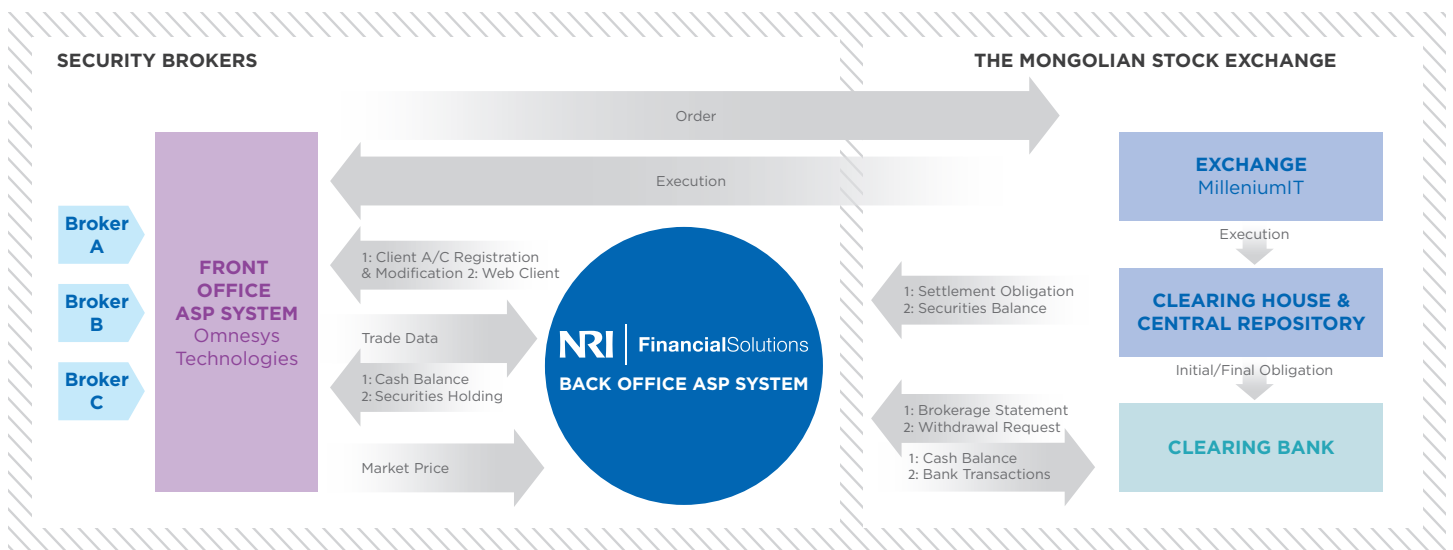 SECURITY BROKERS
THE MONGOLIAN STOCK EXCHANGE
Order
Execution
Broker
A
Broker
B
Broker
C
FRONT
OFFICE
ASP SYSTEM
Omnesys
Technologies
1: Client A/C Registration
& Modification 2: Web Client
Trade Data
1: Cash Balance
2: Securities Holding
Market Price
NRI FinancialSolutions
BACK OFFICE ASP SYSTEM
1: Settlement Obligation
2: Securities Balance
1: Brokerage Statement
2: Withdrawal Request
1: Cash Balance
2: Bank Transactions
EXCHANGE
MilleniumIT
Execution
CLEARING HOUSE &
CENTRAL REPOSITORY
Initial/Final Obligation
CLEARING BANK